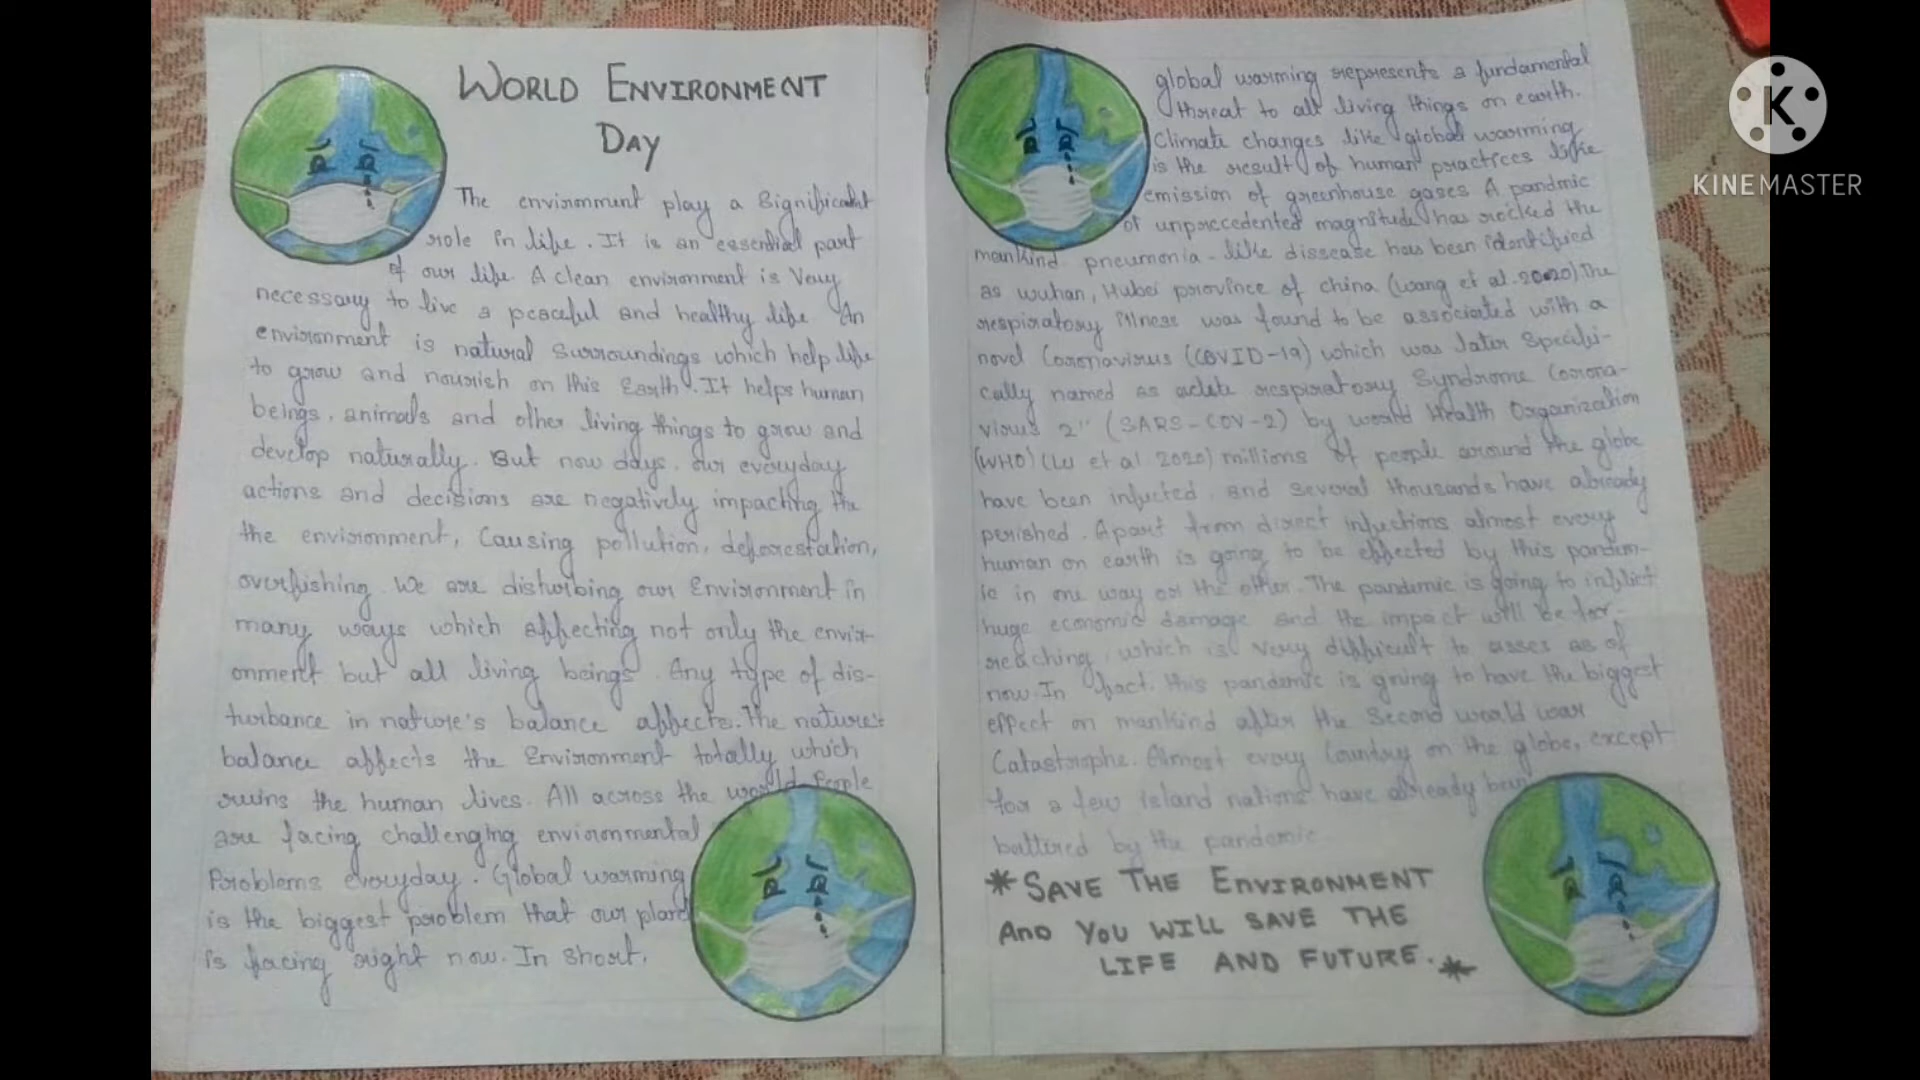 WORLD ENVIRONMENT
DAY
The environment play a Significant
role in life. It is an essential part
of our life A clean environment is Very
necessary to live a peaceful and healthy life An
environment is natural Surroundings which help life
to grow and nourish on this Earth. It helps human
beings, animals and other living things to grow and
develop naturally. But now days, our everyday
actions and decisions are negatively impacting the
the environment, Causing pollution, deforestation,
overfishing. We are disturbing our Environment in
many ways which affecting not only the envir-
onment but all living beings. Any type of dis-
turbance in nature's balance affects. The nature's
balance affects the Environment totally which
ruins the human lives. All across the world People
are facing challenging environmental
Problems everyday. Global warming
is the biggest problem that our
is facing right now. In Short,
global warming represents a fundamental
threat to all living things on earth.
Climate changes like global warming
is the result of human practices like
emission of greenhouse gases A pandmic
of unprecedented magnitude has rocked the
mankind pneumonia-like dissease has been identified
as wuhan, Hubei province of china (Wang et al. 2020) The
respiratory illness was found to be associated with a
novel Coronavirus (COVID-19) which was later Specifi-
cally named as acute respiratory Syndrome Corona-
virus 2" (SARS-COV-2) by world Health Organization
(WHO) (Lu et al 2020) millions of people around the globe
have been infected, and several thousands have already
perished. Apart from direct infections almost every
human on earth is going to be effected by this pandem-
ic in one way or the other. The pandemic is going to inflict
huge economic damage and the impact will be far-
reaching, which is very difficult to asses as of
now. In fact, this pandemic is going to have the biggest
effect on mankind after the Second world war
Catastrophe. Almost every Country on the globe, except
for a few island nations have already been
battered by the pandemic
*SAVE THE ENVIRONMENT
AND YOU WILL SAVE THE
LIFE AND FUTURE.*
K
KINEMASTER